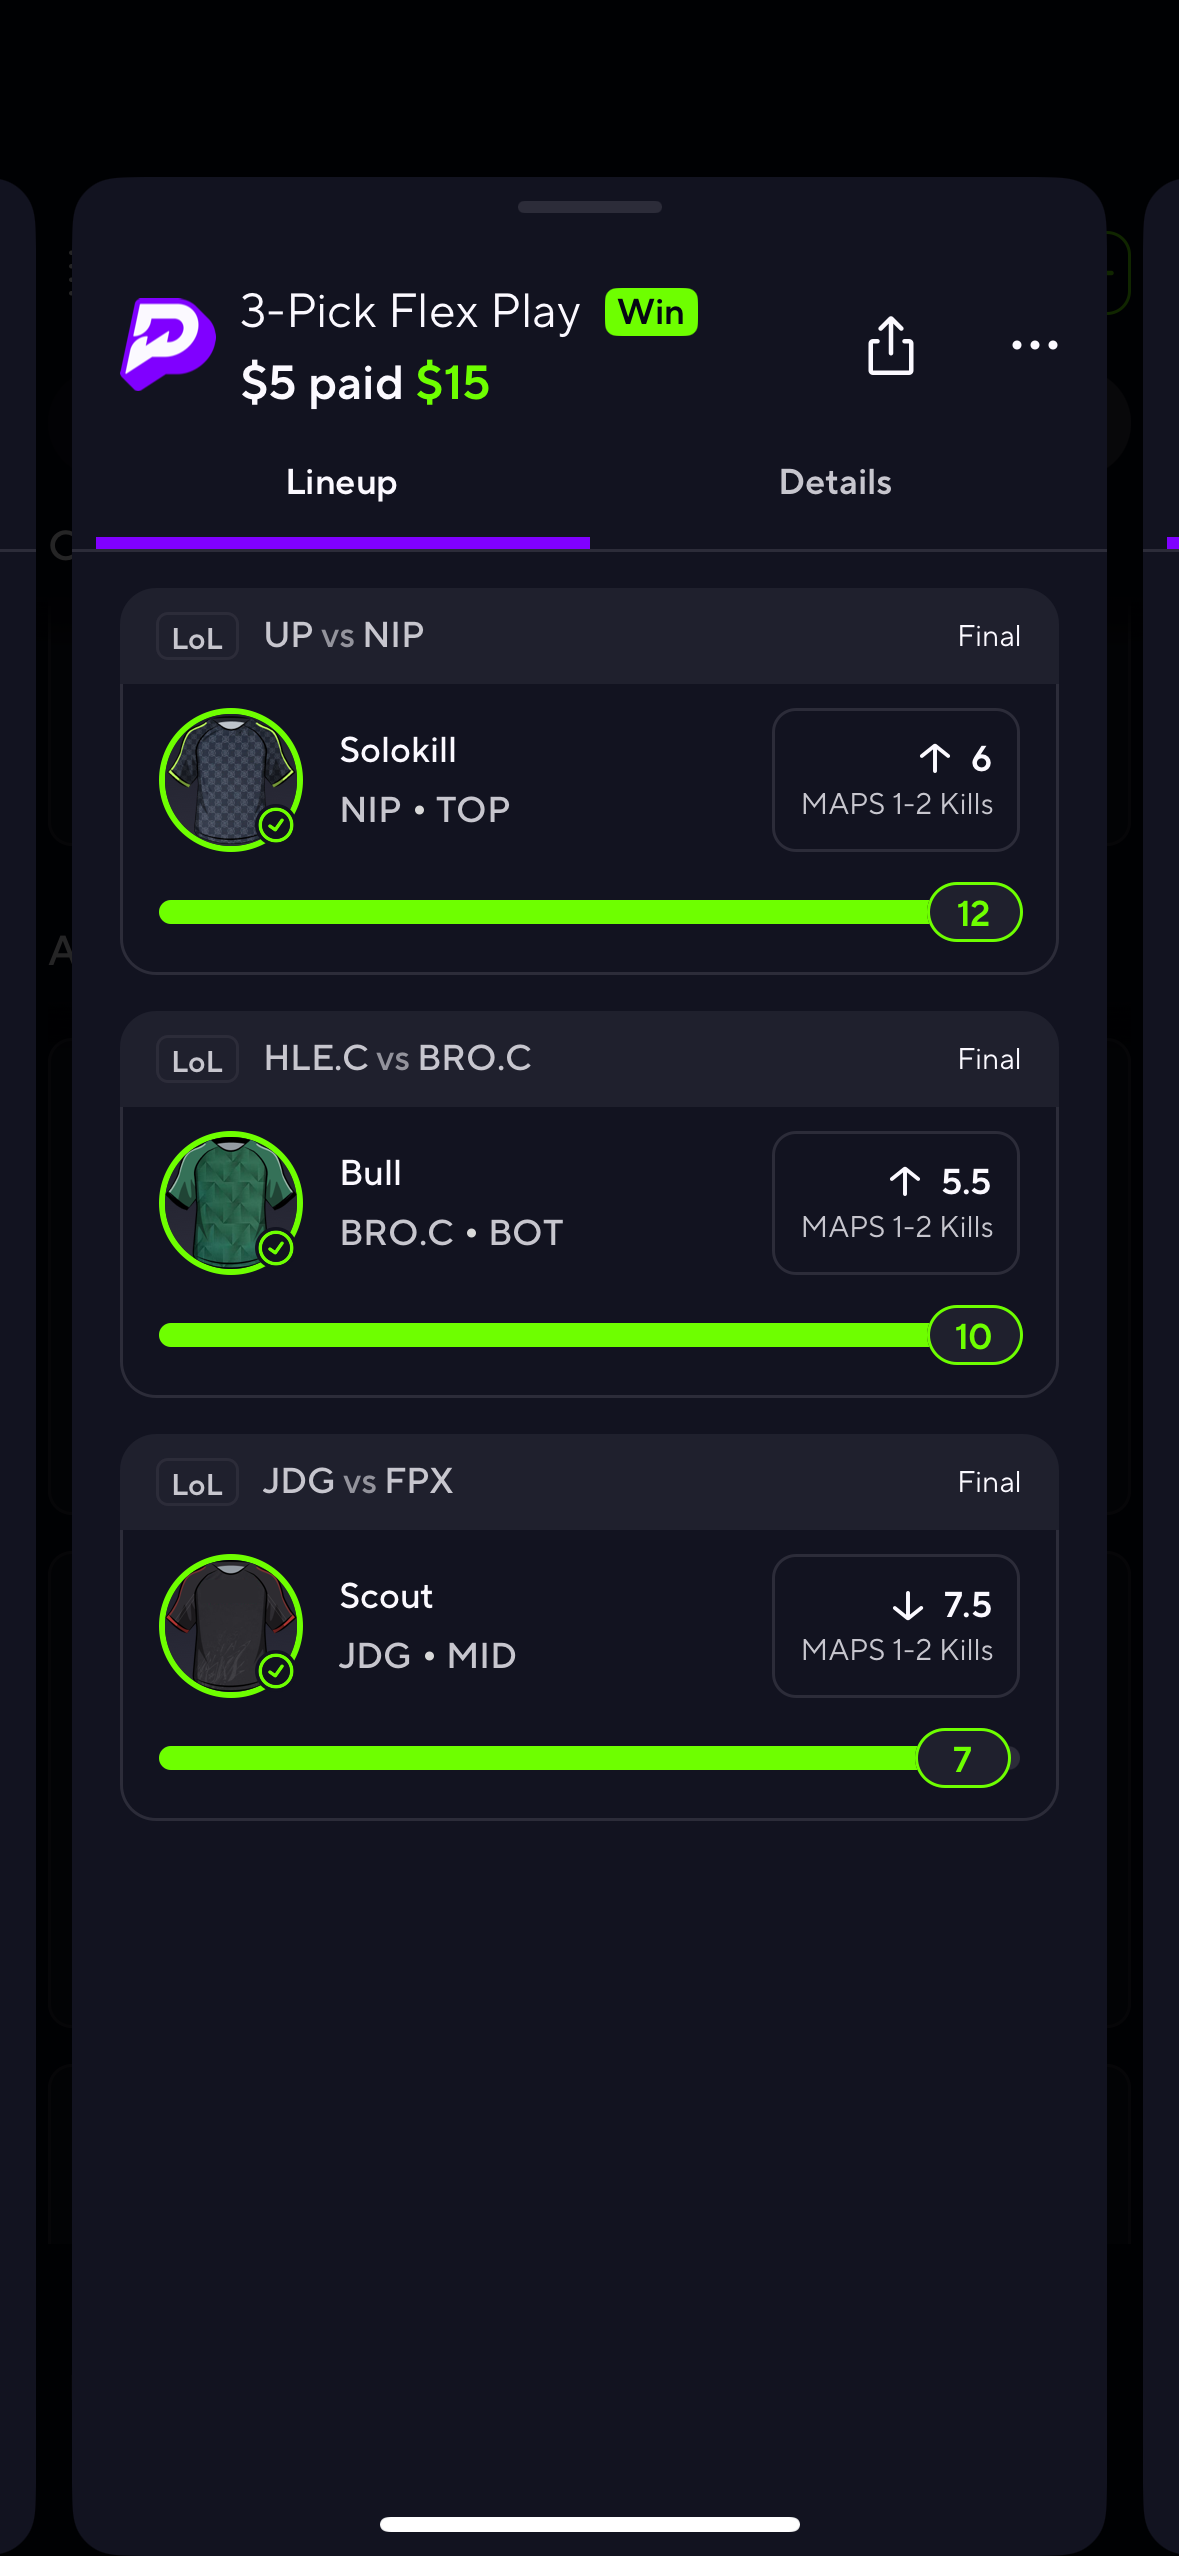 3-Pick Flex Play Win
$5 paid $15
Lineup Details
LoL UP vs NIP Final
Solokill ↑ 6
NIP • TOP MAPS 1-2 Kills
12
LoL HLE.C vs BRO.C Final
Bull ↑ 5.5
BRO.C • BOT MAPS 1-2 Kills
10
LoL JDG vs FPX Final
Scout ↓ 7.5
JDG • MID MAPS 1-2 Kills
7